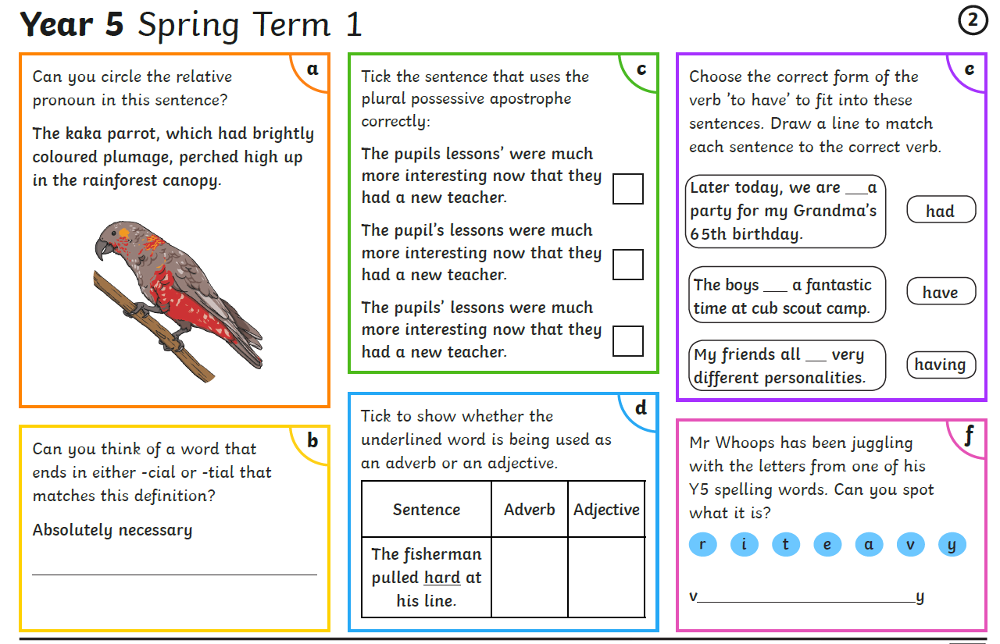 Year 5 Spring Term 1
2
a
Can you circle the relative
pronoun in this sentence?
The kaka parrot, which had brightly
coloured plumage, perched high up
in the rainforest canopy.
b
Can you think of a word that
ends in either -cial or -tial that
matches this definition?
Absolutely necessary
c
Tick the sentence that uses the
plural possessive apostrophe
correctly:
The pupils lessons’ were much
more interesting now that they
had a new teacher.
The pupil’s lessons were much
more interesting now that they
had a new teacher.
The pupils’ lessons were much
more interesting now that they
had a new teacher.
d
Tick to show whether the
underlined word is being used as
an adverb or an adjective.
Sentence Adverb Adjective
The fisherman
pulled hard at
his line.
e
Choose the correct form of the
verb ’to have’ to fit into these
sentences. Draw a line to match
each sentence to the correct verb.
Later today, we are ___a
party for my Grandma’s
65th birthday.
had
The boys ___ a fantastic
time at cub scout camp.
have
My friends all ___ very
different personalities.
having
f
Mr Whoops has been juggling
with the letters from one of his
Y5 spelling words. Can you spot
what it is?
r i t e a v y
v____________________________y